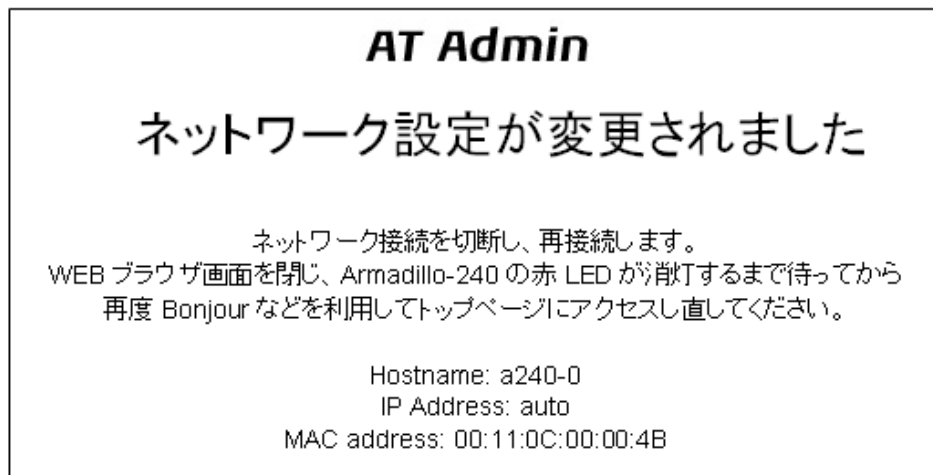 AT Admin
ネットワーク設定が変更されました
ネットワーク接続を切断し、再接続します。
WEB ブラウザ画面を閉じ、Armadillo-240 の赤 LED が消灯するまで待ってから
再度 Bonjour などを利用してトップページにアクセスし直してください。
Hostname: a240-0
IP Address: auto
MAC address: 00:11:0C:00:00:4B